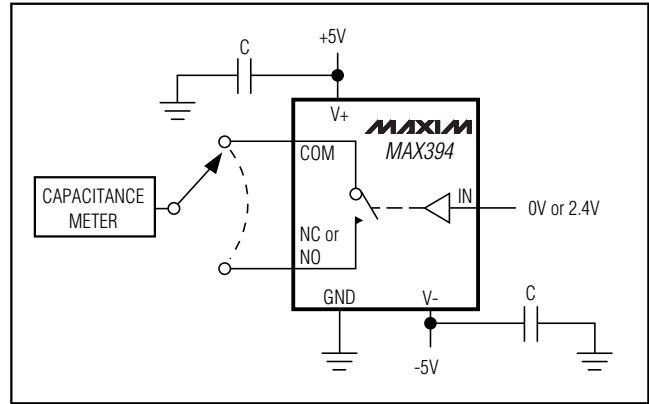 +5V
C
V+
MAXIM
COM
MAX394
CAPACITANCE
METER
IN
0V or 2.4V
NC or
NO
GND
V-
C
-5V